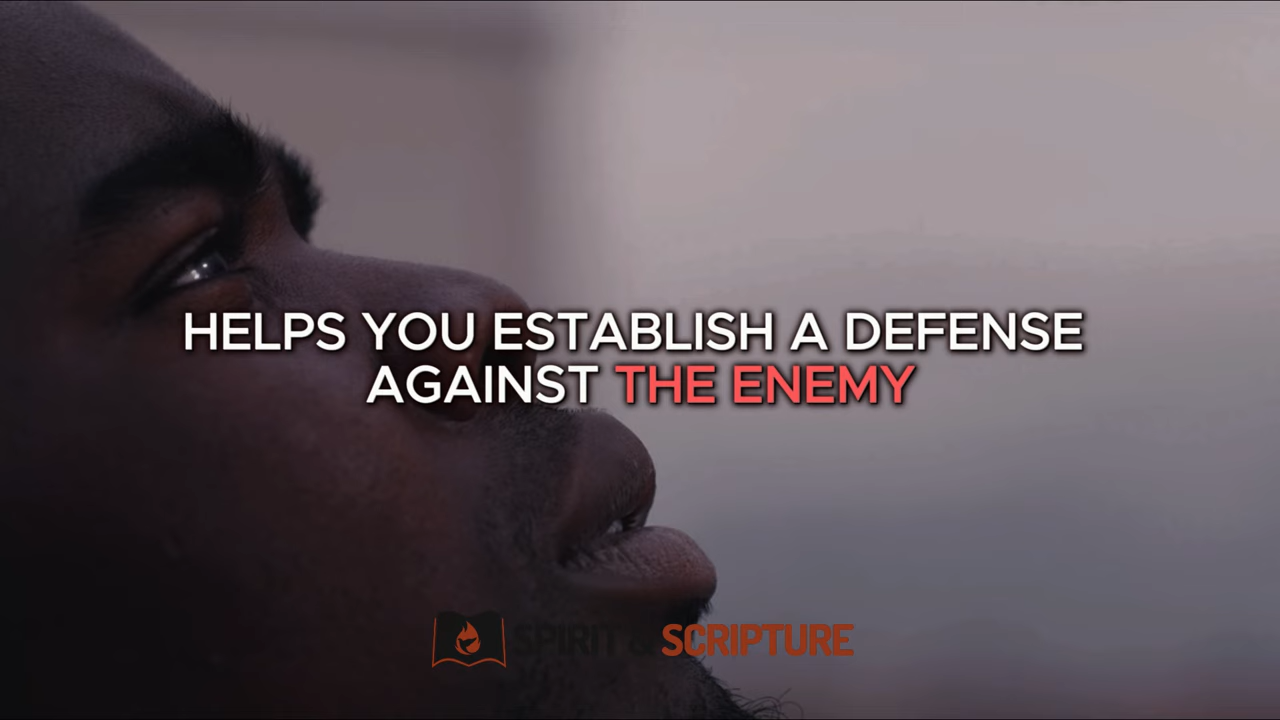 HELPS YOU ESTABLISH A DEFENSE
AGAINST THE ENEMY
SPIRIT & SCRIPTURE